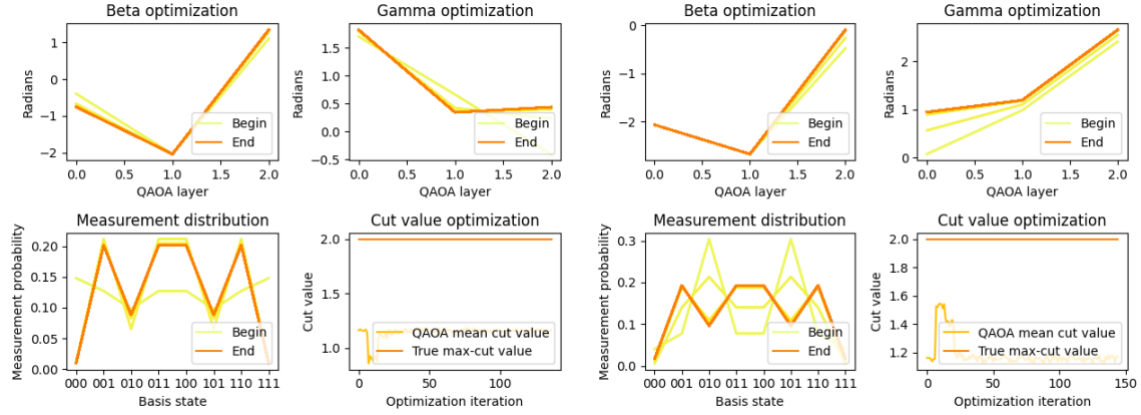 Beta optimization
Radians
1
0
−1
−2
0.0 0.5 1.0 1.5 2.0
QAOA layer
Begin
End
Gamma optimization
Radians
1.5
1.0
0.5
0.0
−0.5
0.0 0.5 1.0 1.5 2.0
QAOA layer
Begin
End
Beta optimization
Radians
0
−1
−2
0.0 0.5 1.0 1.5 2.0
QAOA layer
Begin
End
Gamma optimization
Radians
2
1
0
0.0 0.5 1.0 1.5 2.0
QAOA layer
Begin
End
Measurement distribution
Measurement probability
0.20
0.15
0.10
0.05
0.00
000 001 010 011 100 101 110 111
Basis state
Begin
End
Cut value optimization
Cut value
2.0
1.5
1.0
0 50 100
Optimization iteration
QAOA mean cut value
True max-cut value
Measurement distribution
Measurement probability
0.3
0.2
0.1
0.0
000 001 010 011 100 101 110 111
Basis state
Begin
End
Cut value optimization
Cut value
2.0
1.8
1.6
1.4
1.2
0 50 100 150
Optimization iteration
QAOA mean cut value
True max-cut value